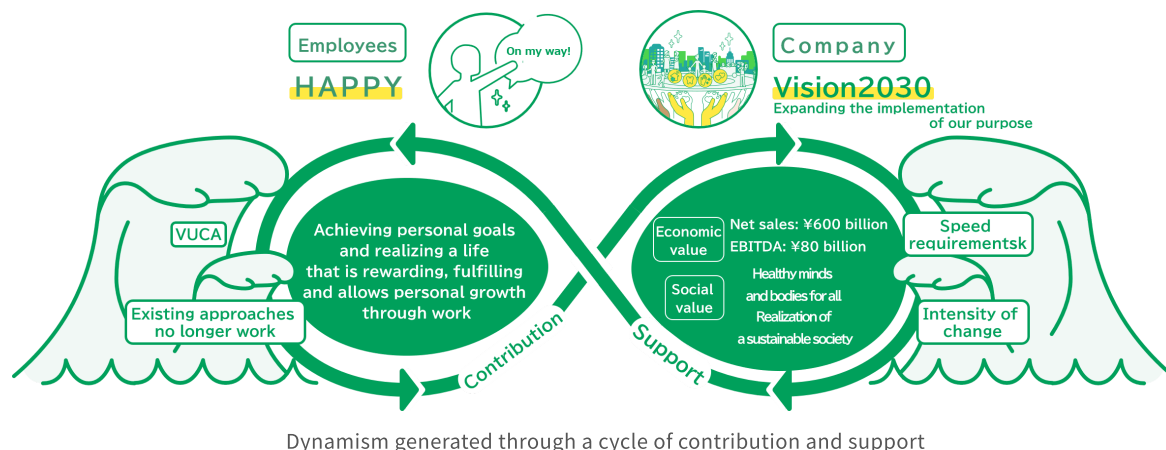 Employees
HAPPY
On my way!
Company
Vision2030
Expanding the implementation
of our purpose
VUCA
Existing approaches
no longer work
Achieving personal goals
and realizing a life
that is rewarding, fulfilling
and allows personal growth
through work
Contribution
Support
Economic
value
Net sales: ¥600 billion
EBITDA: ¥80 billion
Social
value
Healthy minds
and bodies for all
Realization of
a sustainable society
Speed
requirementsk
Intensity of
change
Dynamism generated through a cycle of contribution and support